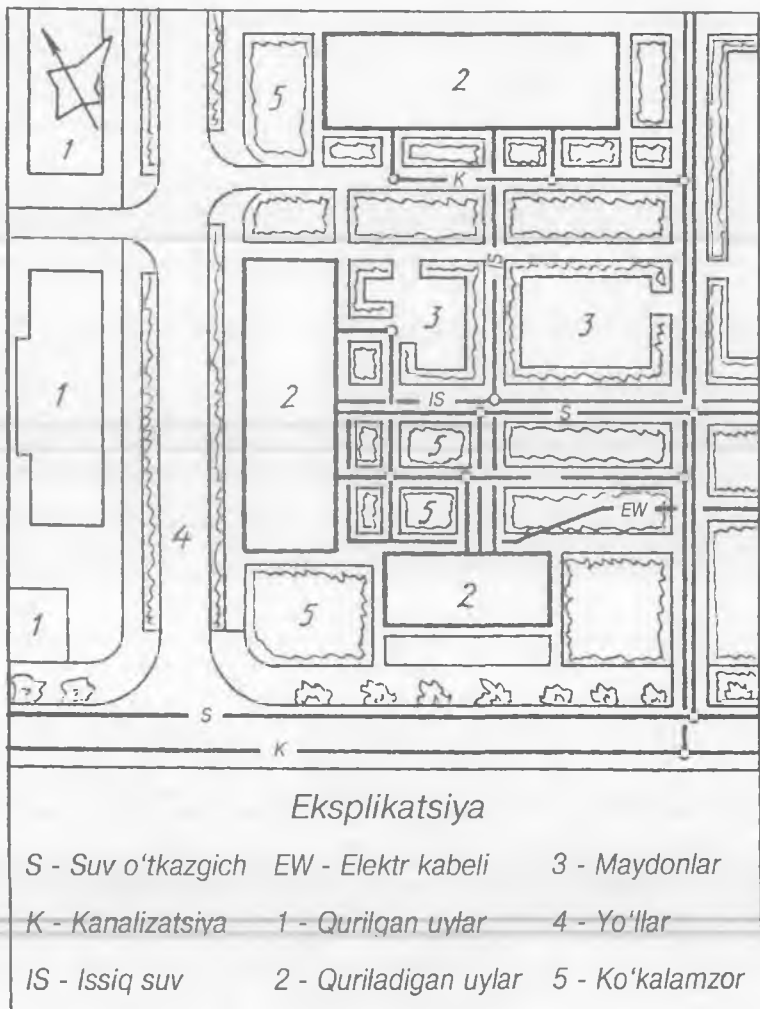 1
5
2
K
IS
3
3
1
2
IS
S
5
5
EW
4
1
5
2
S
K
Eksplikatsiya
S - Suv o'tkazgich EW - Elektr kabeli 3 - Maydonlar
K - Kanalizatsiya 1 - Qurilgan uylar 4 - Yo'llar
IS - Issiq suv 2 - Quriladigan uylar 5 - Ko'kalamzor